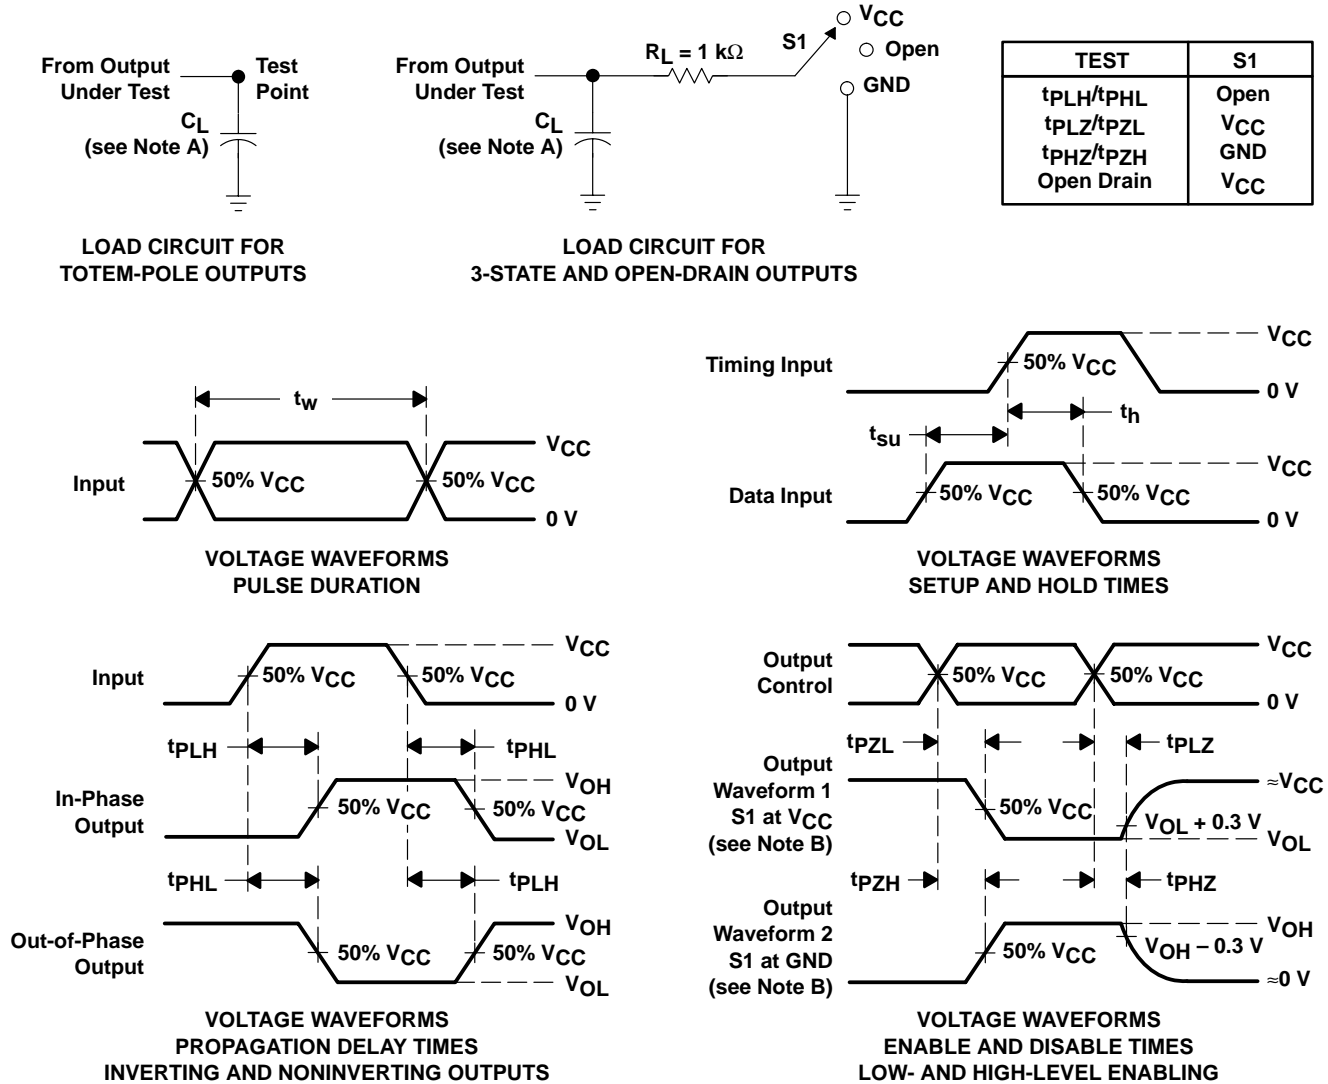 From Output
Under Test
Test
Point
CL
(see Note A)
LOAD CIRCUIT FOR
TOTEM-POLE OUTPUTS
From Output
Under Test
CL
(see Note A)
RL = 1 kΩ
S1
VCC
Open
GND
LOAD CIRCUIT FOR
3-STATE AND OPEN-DRAIN OUTPUTS
TEST S1
tPLH/tPHL Open
tPLZ/tPZL VCC
tPHZ/tPZH GND
Open Drain VCC
tw
Input
50% VCC
50% VCC
VCC
0 V
VOLTAGE WAVEFORMS
PULSE DURATION
Timing Input
50% VCC
VCC
0 V
tsu
th
Data Input
50% VCC
50% VCC
VCC
0 V
VOLTAGE WAVEFORMS
SETUP AND HOLD TIMES
Input
50% VCC
50% VCC
VCC
0 V
tPLH
tPHL
In-Phase
Output
50% VCC
50% VCC
VOH
VOL
tPHL
tPLH
Out-of-Phase
Output
50% VCC
50% VCC
VOH
VOL
VOLTAGE WAVEFORMS
PROPAGATION DELAY TIMES
INVERTING AND NONINVERTING OUTPUTS
Output
Control
50% VCC
50% VCC
VCC
0 V
tPZL
tPLZ
Output
Waveform 1
S1 at VCC
(see Note B)
50% VCC
≈VCC
VOL + 0.3 V
VOL
tPZH
tPHZ
Output
Waveform 2
S1 at GND
(see Note B)
50% VCC
VOH
VOH − 0.3 V
≈0 V
VOLTAGE WAVEFORMS
ENABLE AND DISABLE TIMES
LOW- AND HIGH-LEVEL ENABLING